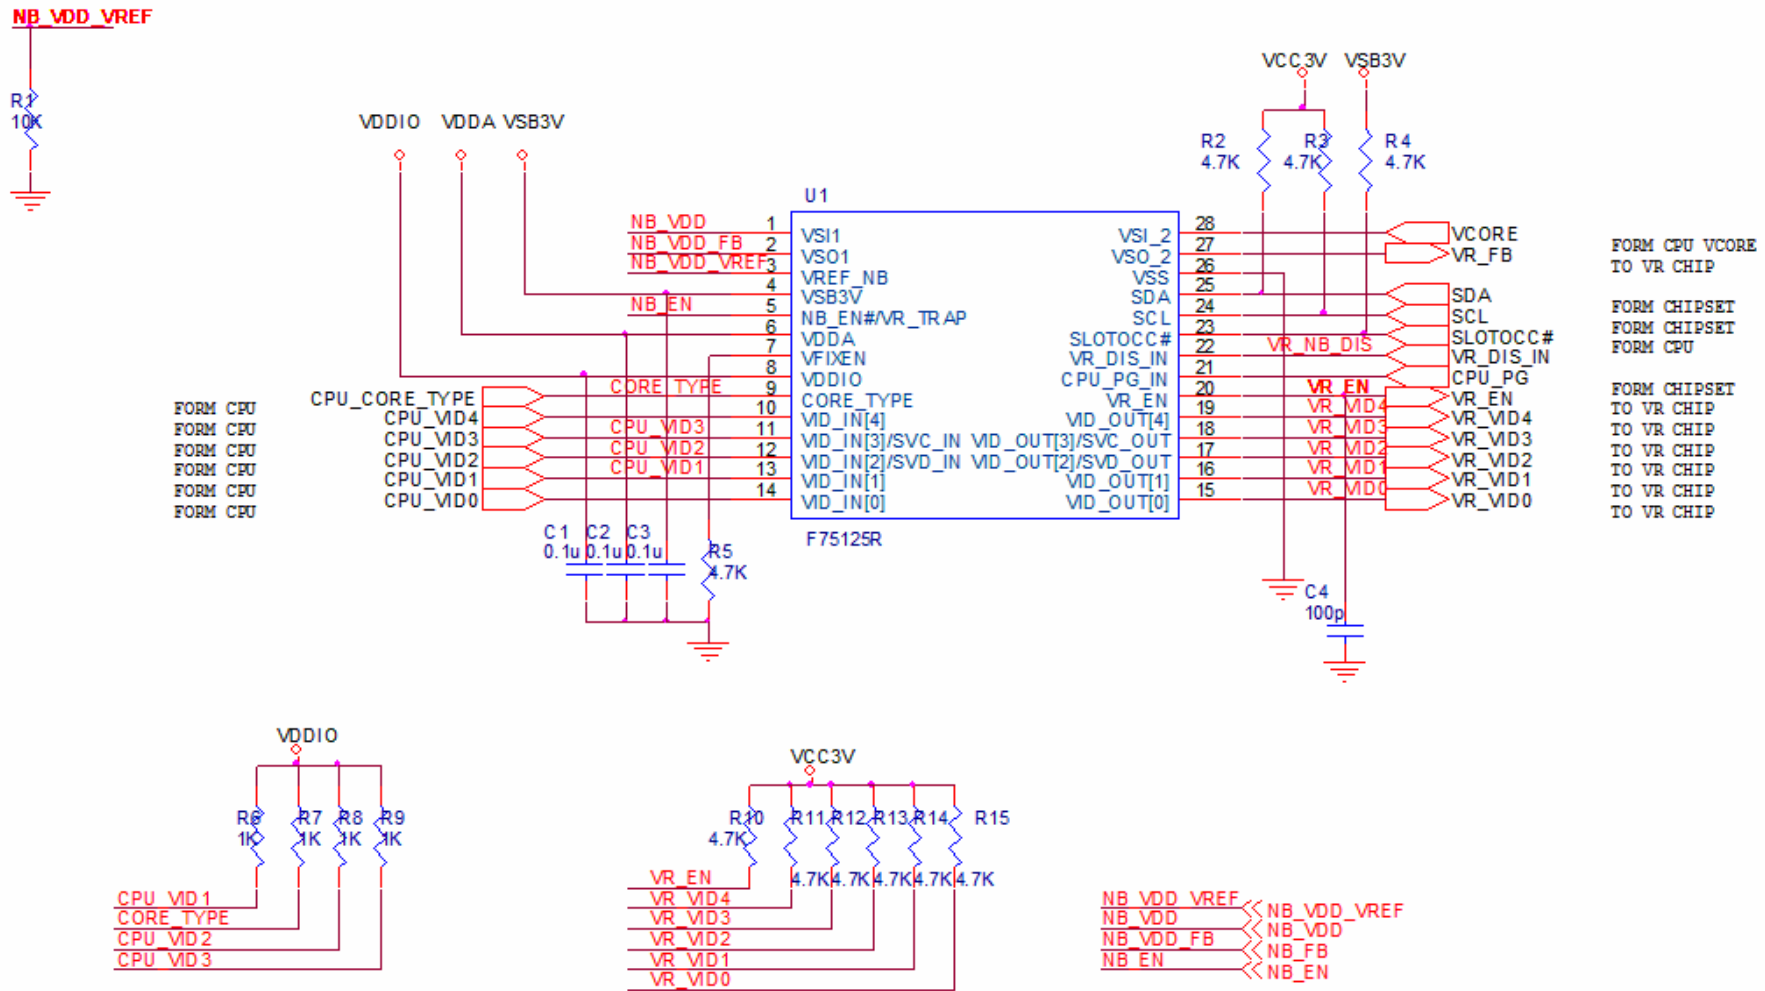 NB_VDD_VREF
R1
10K
VDDIO VDDA VSB3V
VCC3V VSB3V
R2
4.7K
R3
4.7K
R4
4.7K
U1
NB_VDD 1 VSI1
NB_VDD_FB 2 VSO1
NB_VDD_VREF 3 VREF_NB
4 VSB3V
NB_EN 5 NB_EN#/VR_TRAP
6 VDDA
7 VFIXEN
8 VDDIO
CPU_CORE_TYPE CORE_TYPE 9 CORE_TYPE
FORM CPU CPU_VID4 10 VID_IN[4]
FORM CPU CPU_VID3 CPU_VID3 11 VID_IN[3]/SVC_IN
FORM CPU CPU_VID2 CPU_VID2 12 VID_IN[2]/SVD_IN
FORM CPU CPU_VID1 CPU_VID1 13 VID_IN[1]
FORM CPU CPU_VID0 14 VID_IN[0]
FORM CPU
VSI_2 28 VCORE FORM CPU VCORE
VSO_2 27 VR_FB TO VR CHIP
VSS 26
SDA 25 SDA FORM CHIPSET
SCL 24 SCL FORM CHIPSET
SLOTOCC# 23 SLOTOCC# FORM CPU
VR_DIS_IN 22 VR_NB_DIS VR_DIS_IN
CPU_PG_IN 21 CPU_PG FORM CHIPSET
VR_EN 20 VR_EN VR_EN TO VR CHIP
VID_OUT[4] 19 VR_VID4 VR_VID4 TO VR CHIP
VID_OUT[3]/SVC_OUT 18 VR_VID3 VR_VID3 TO VR CHIP
VID_OUT[2]/SVD_OUT 17 VR_VID2 VR_VID2 TO VR CHIP
VID_OUT[1] 16 VR_VID1 VR_VID1 TO VR CHIP
VID_OUT[0] 15 VR_VID0 VR_VID0 TO VR CHIP
F75125R
C1 C2 C3
0.1u 0.1u 0.1u
R5
4.7K
C4
100p
VDDIO
R6 R7 R8 R9
1K 1K 1K 1K
CPU_VID1
CORE_TYPE
CPU_VID2
CPU_VID3
VCC3V
R10 R11 R12 R13 R14 R15
4.7K
4.7K 4.7K 4.7K 4.7K 4.7K
VR_EN
VR_VID4
VR_VID3
VR_VID2
VR_VID1
VR_VID0
NB_VDD_VREF NB_VDD_VREF
NB_VDD NB_VDD
NB_VDD_FB NB_FB
NB_EN NB_EN